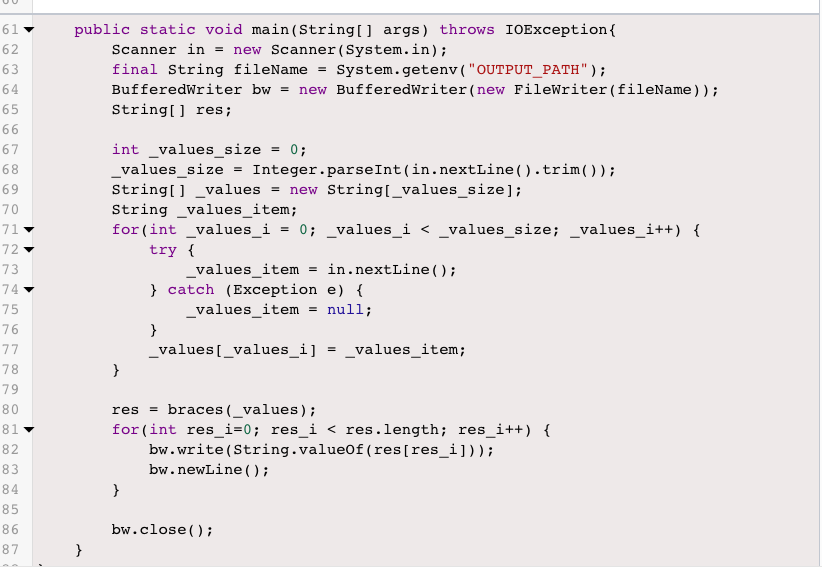 61 public static void main(String[] args) throws IOException{
62 Scanner in = new Scanner(System.in);
63 final String fileName = System.getenv("OUTPUT_PATH");
64 BufferedWriter bw = new BufferedWriter(new FileWriter(fileName));
65 String[] res;
66
67 int _values_size = 0;
68 _values_size = Integer.parseInt(in.nextLine().trim());
69 String[] _values = new String[_values_size];
70 String _values_item;
71 for(int _values_i = 0; _values_i < _values_size; _values_i++) {
72 try {
73 _values_item = in.nextLine();
74 } catch (Exception e) {
75 _values_item = null;
76 }
77 _values[_values_i] = _values_item;
78 }
79
80 res = braces(_values);
81 for(int res_i=0; res_i < res.length; res_i++) {
82 bw.write(String.valueOf(res[res_i]));
83 bw.newLine();
84 }
85
86 bw.close();
87 }